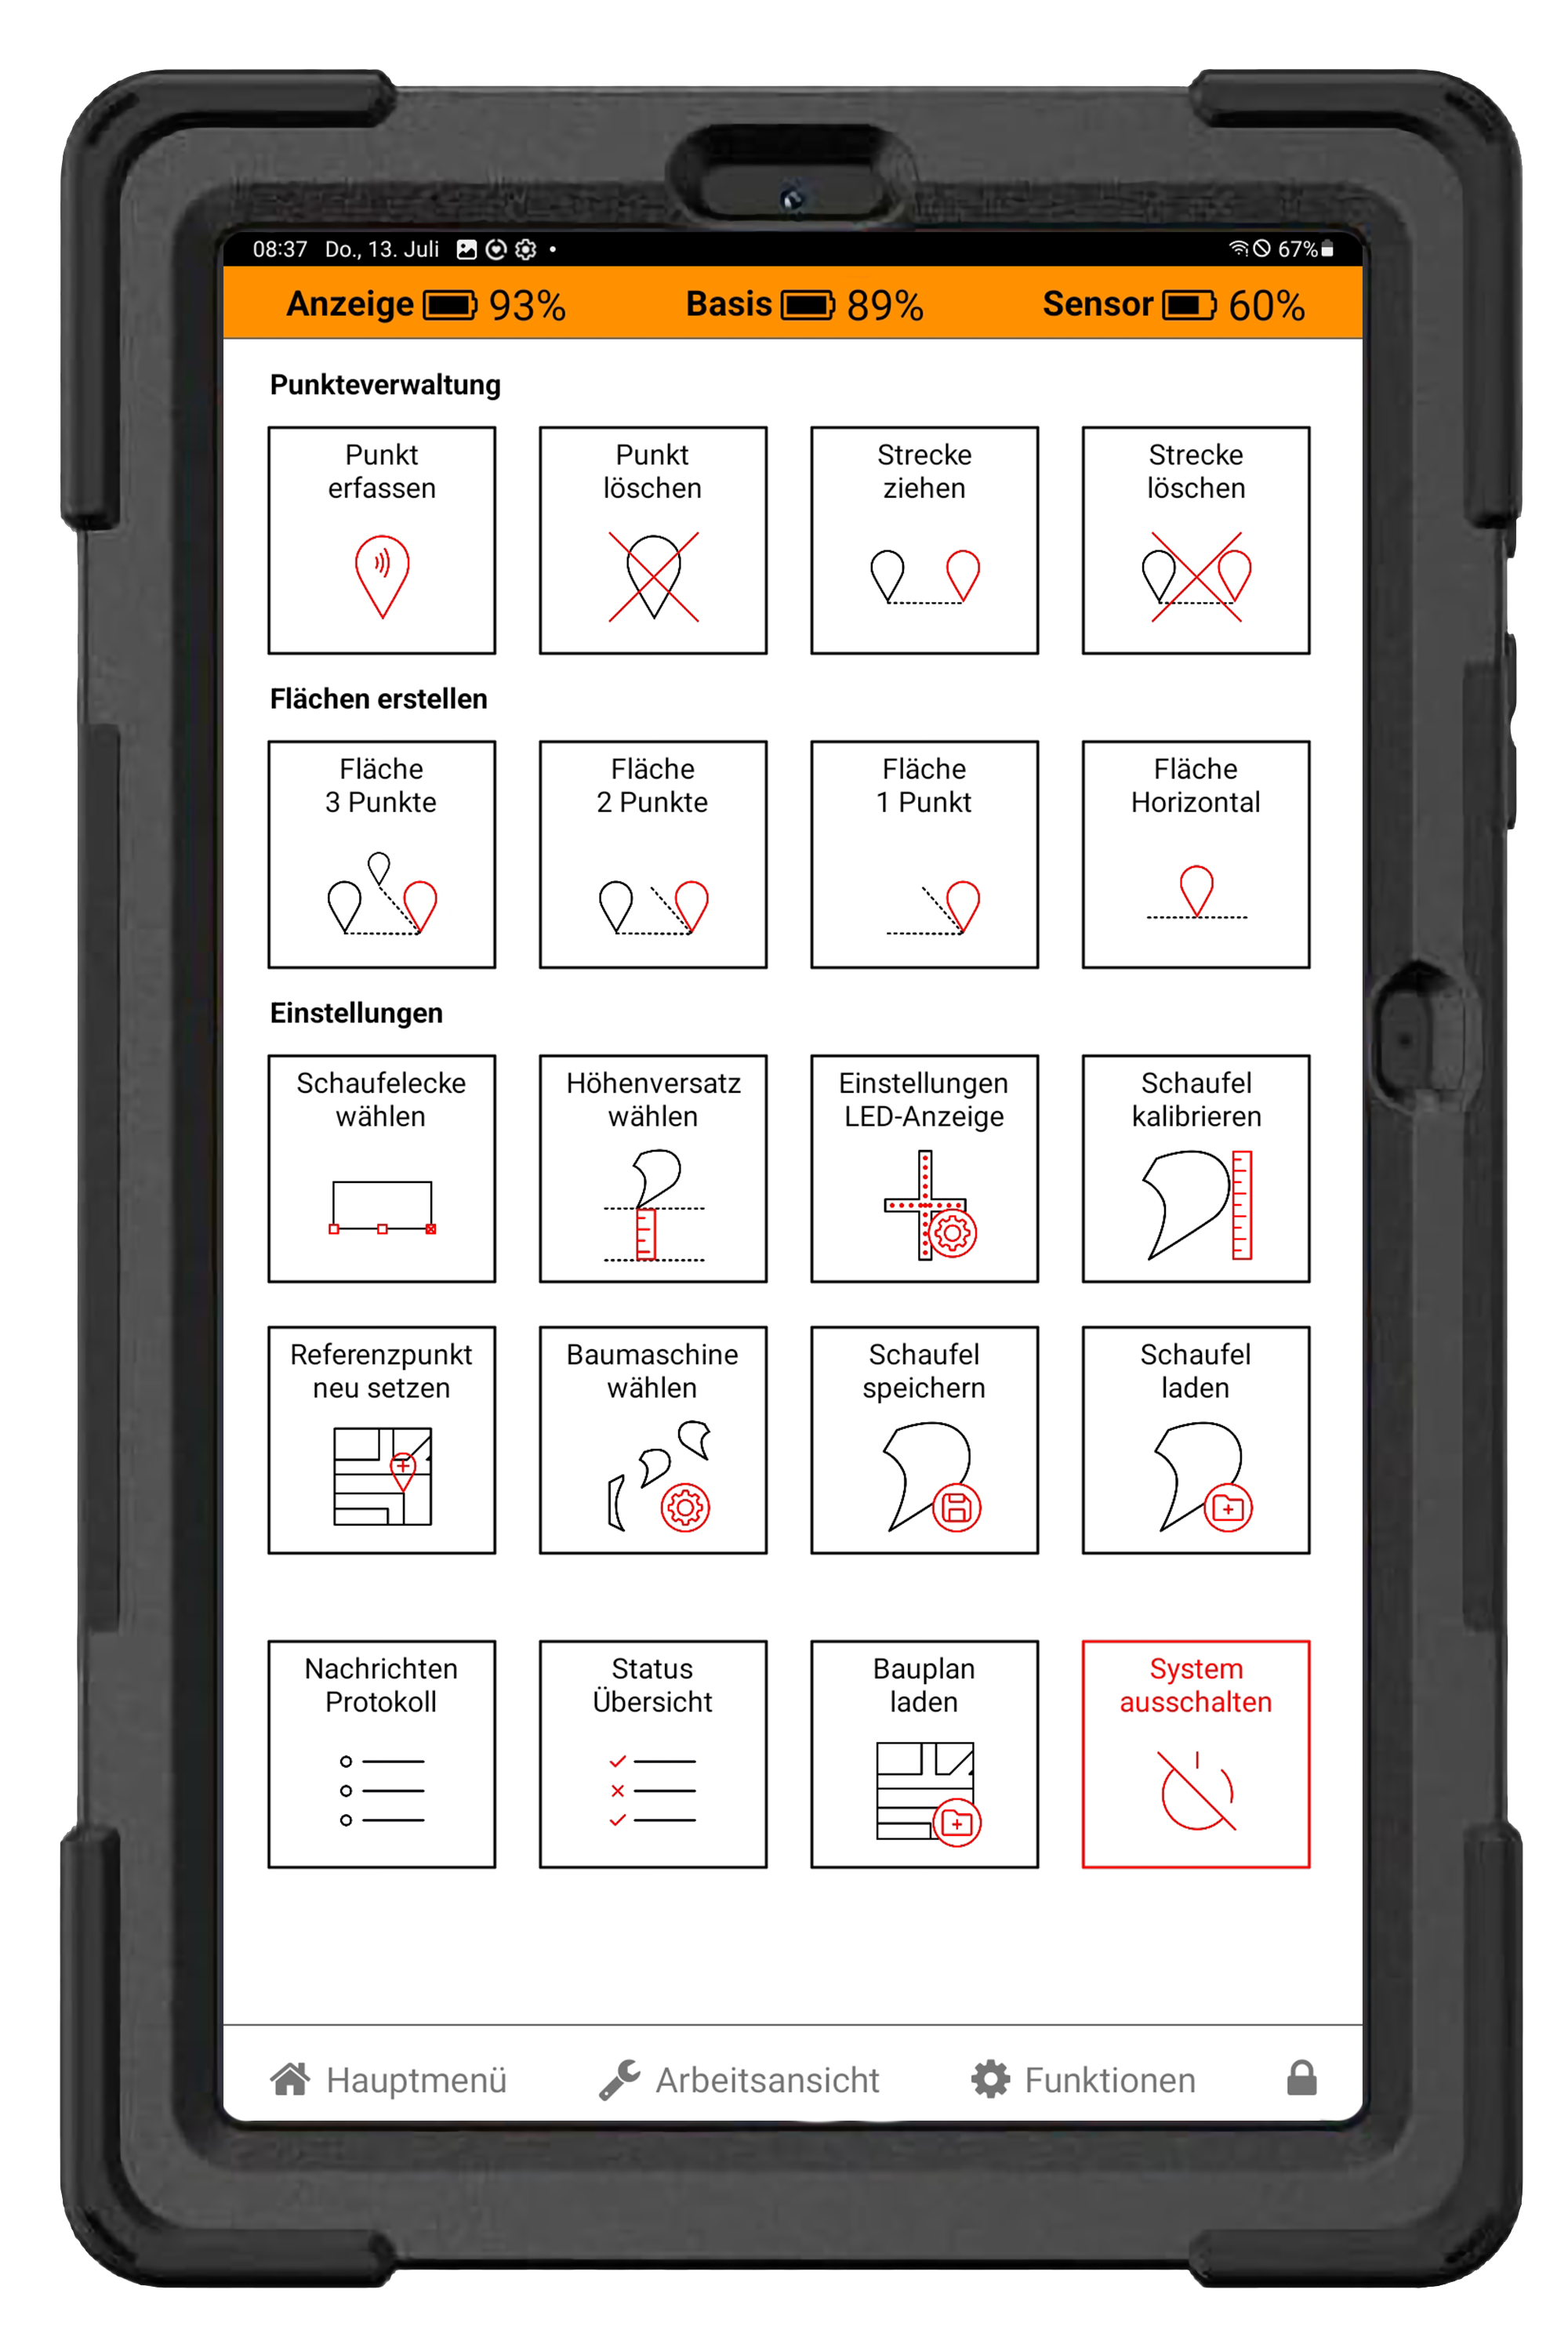 08:37 Do., 13. Juli 67%
Anzeige 93% Basis 89% Sensor 60%
Punkteverwaltung
Punkt erfassen
Punkt löschen
Strecke ziehen
Strecke löschen
Flächen erstellen
Fläche 3 Punkte
Fläche 2 Punkte
Fläche 1 Punkt
Fläche Horizontal
Einstellungen
Schaufelecke wählen
Höhenversatz wählen
Einstellungen LED-Anzeige
Schaufel kalibrieren
Referenzpunkt neu setzen
Baumaschine wählen
Schaufel speichern
Schaufel laden
Nachrichten Protokoll
Status Übersicht
Bauplan laden
System ausschalten
Hauptmenü Arbeitsansicht Funktionen